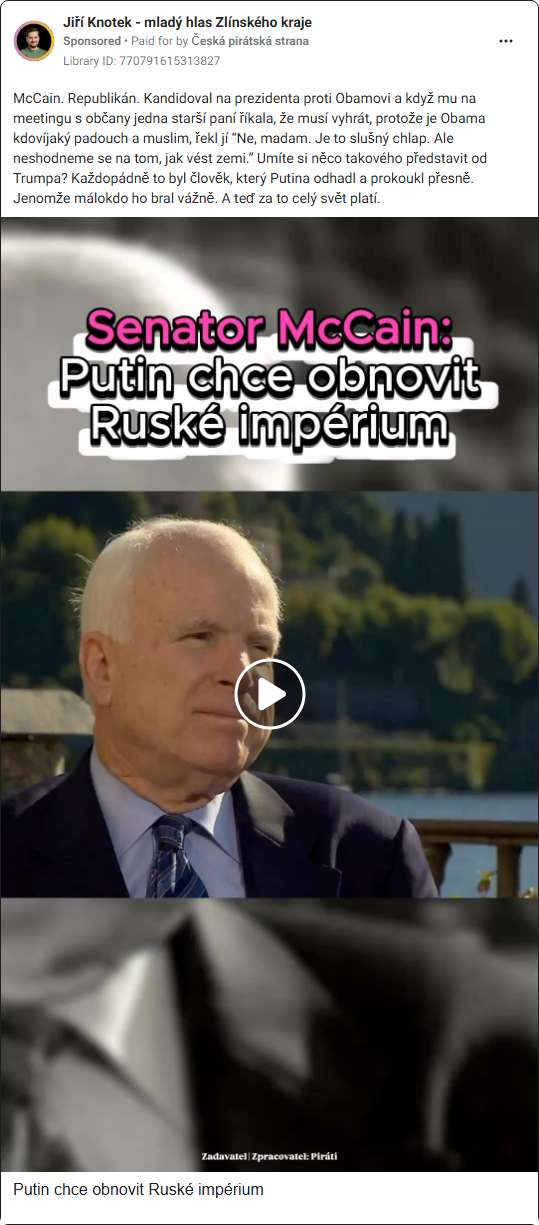 Jiří Knotek - mladý hlas Zlínského kraje
Sponsored • Paid for by Česká pirátská strana
Library ID: 770791615313827
McCain. Republikán. Kandidoval na prezidenta proti Obamovi a když mu na
meetingu s občany jedna starší paní říkala, že musí vyhrát, protože je Obama
kdovíjaký padouch a muslim, řekl jí “Ne, madam. Je to slušný chlap. Ale
neshodneme se na tom, jak vést zemi.” Umíte si něco takového představit od
Trumpa? Každopádně to byl člověk, který Putina odhadl a prokoukl přesně.
Jenomže málokdo ho bral vážně. A teď za to celý svět platí.
Senator McCain:
Putin chce obnovit
Ruské impérium
Zadavatel | Zpracovatel: Piráti
Putin chce obnovit Ruské impérium